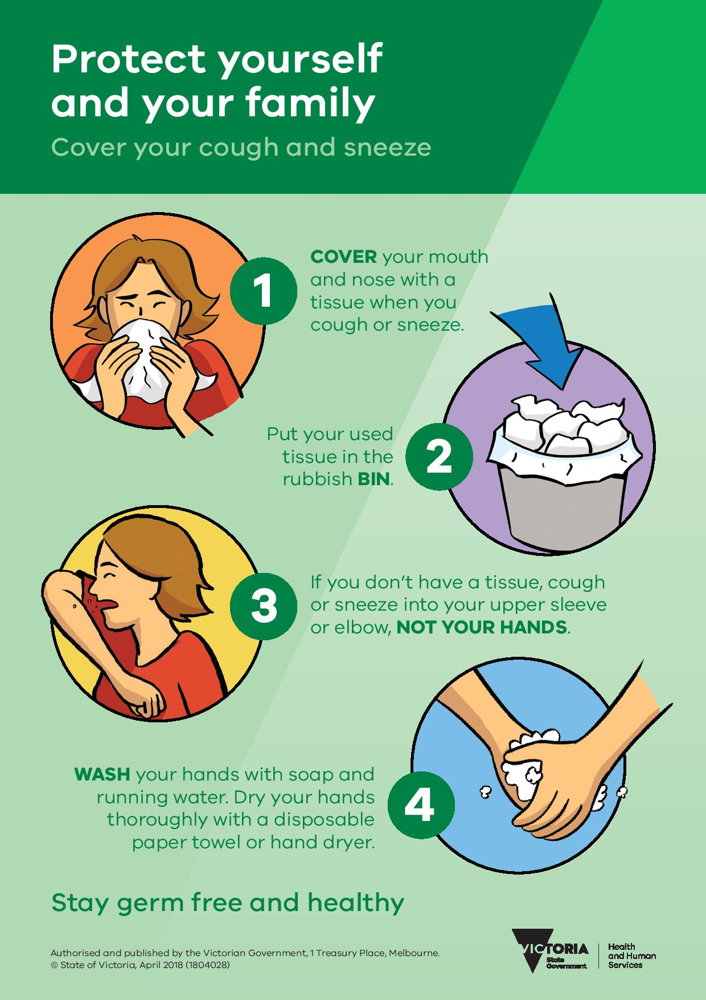 Protect yourself
and your family
Cover your cough and sneeze
1
COVER your mouth
and nose with a
tissue when you
cough or sneeze.
Put your used
tissue in the
rubbish BIN.
2
3
If you don't have a tissue, cough
or sneeze into your upper sleeve
or elbow, NOT YOUR HANDS.
WASH your hands with soap and
running water. Dry your hands
thoroughly with a disposable
paper towel or hand dryer.
4
Stay germ free and healthy
Authorised and published by the Victorian Government, 1 Treasury Place, Melbourne.
© State of Victoria, April 2018 (1804028)
VICTORIA
State
Government
Health
and Human
Services